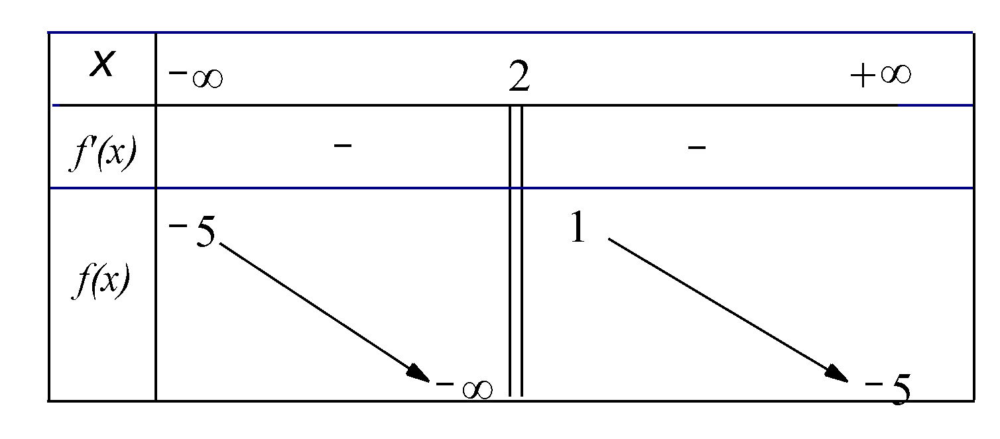 x −∞ 2 +∞
f'(x) − −
−5 1
f(x)
−∞ −5